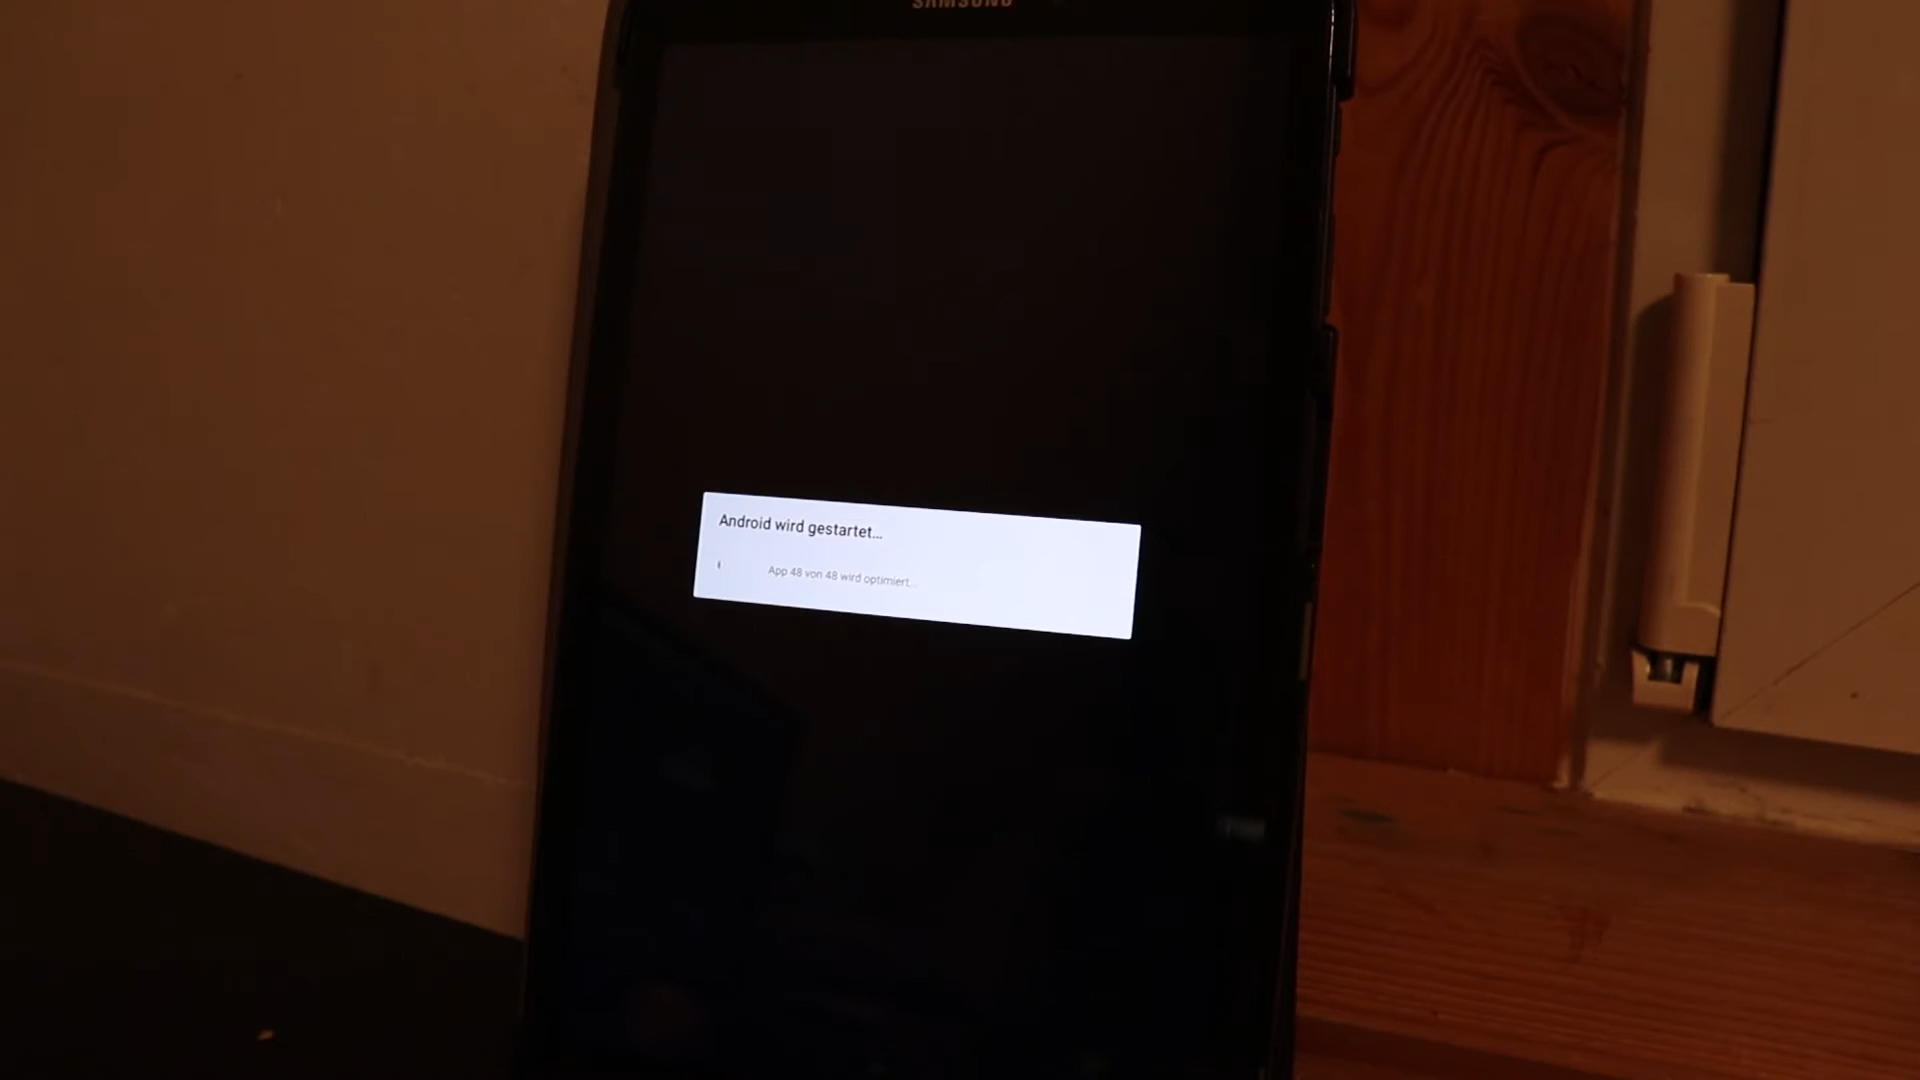 SAMSUNG
Android wird gestartet...
App 48 von 48 wird optimiert...